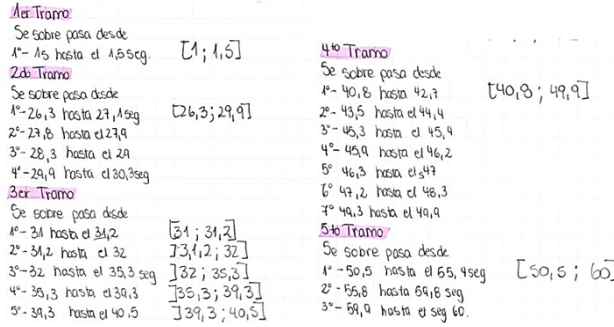 1er Tramo
Se sobre pasa desde
1°- 1s hasta el 1,5 seg. [1 ; 1,5]
2do Tramo
Se sobre pasa desde
1°- 26,3 hasta 27,1 seg [26,3 ; 29,9]
2°- 27,8 hasta el 27,9
3°- 28,3 hasta el 29
4°- 29,9 hasta el 30,3 seg
3er Tramo
Se sobre pasa desde
1°- 31 hasta el 31,2 [31 ; 31,2]
2°- 31,2 hasta el 32 ]31,2 ; 32]
3°- 32 hasta el 35,3 seg ]32 ; 35,3]
4°- 35,3 hasta el 39,3 ]35,3 ; 39,3]
5°- 39,3 hasta el 40,5 ]39,3 ; 40,5]
4to Tramo
Se sobre pasa desde
1°- 40,8 hasta 42,7 [40,8 ; 49,9]
2°- 43,5 hasta el 44,4
3°- 45,3 hasta el 45,4
4°- 45,9 hasta el 46,2
5° 46,3 hasta el 47
6° 47,2 hasta el 48,3
7° 49,3 hasta el 49,9
5to Tramo
Se sobre pasa desde
1°- 50,5 hasta el 55,4 seg [50,5 ; 60]
2°- 55,8 hasta 59,8 seg
3°- 59,9 hasta el seg 60.